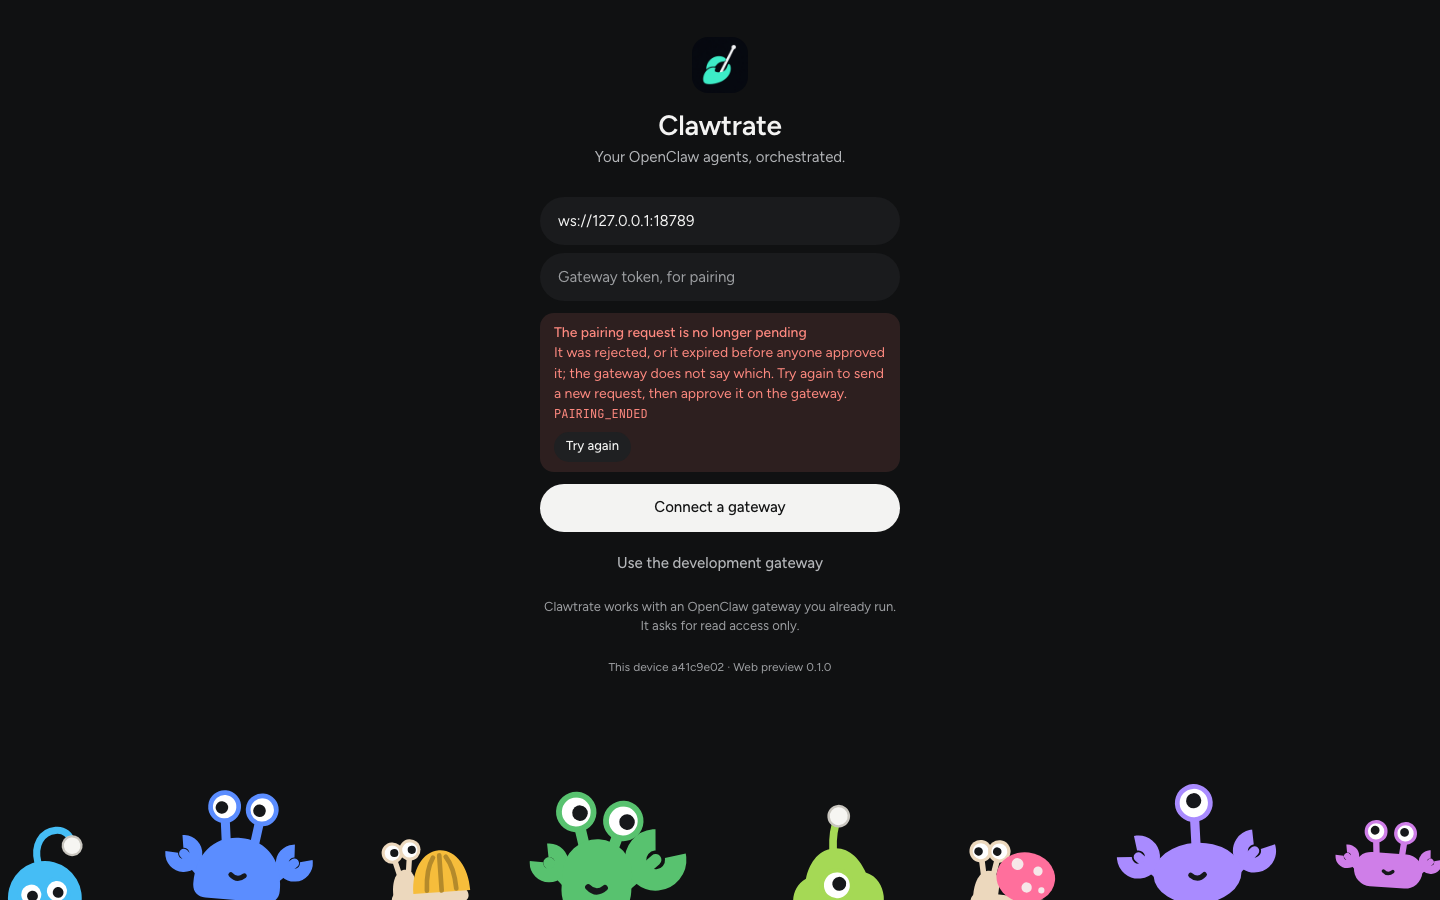 Clawtrate
Your OpenClaw agents, orchestrated.
ws://127.0.0.1:18789
Gateway token, for pairing
The pairing request is no longer pending
It was rejected, or it expired before anyone approved
it; the gateway does not say which. Try again to send
a new request, then approve it on the gateway.
PAIRING_ENDED
Try again
Connect a gateway
Use the development gateway
Clawtrate works with an OpenClaw gateway you already run.
It asks for read access only.
This device a41c9e02 · Web preview 0.1.0